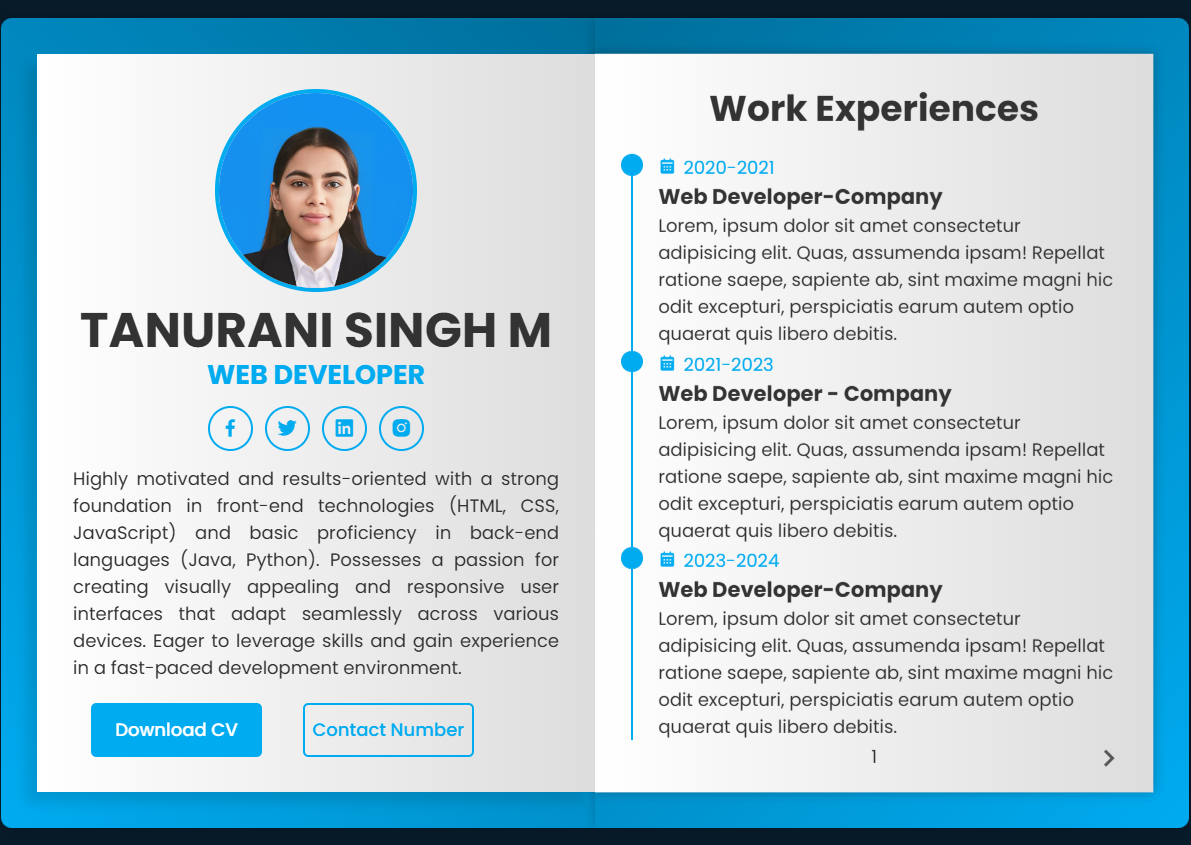 TANURANI SINGH M
WEB DEVELOPER
Highly motivated and results-oriented with a strong
foundation in front-end technologies (HTML, CSS,
JavaScript) and basic proficiency in back-end
languages (Java, Python). Possesses a passion for
creating visually appealing and responsive user
interfaces that adapt seamlessly across various
devices. Eager to leverage skills and gain experience
in a fast-paced development environment.
Download CV
Contact Number
Work Experiences
2020-2021
Web Developer-Company
Lorem, ipsum dolor sit amet consectetur
adipisicing elit. Quas, assumenda ipsam! Repellat
ratione saepe, sapiente ab, sint maxime magni hic
odit excepturi, perspiciatis earum autem optio
quaerat quis libero debitis.
2021-2023
Web Developer - Company
Lorem, ipsum dolor sit amet consectetur
adipisicing elit. Quas, assumenda ipsam! Repellat
ratione saepe, sapiente ab, sint maxime magni hic
odit excepturi, perspiciatis earum autem optio
quaerat quis libero debitis.
2023-2024
Web Developer-Company
Lorem, ipsum dolor sit amet consectetur
adipisicing elit. Quas, assumenda ipsam! Repellat
ratione saepe, sapiente ab, sint maxime magni hic
odit excepturi, perspiciatis earum autem optio
quaerat quis libero debitis.
1